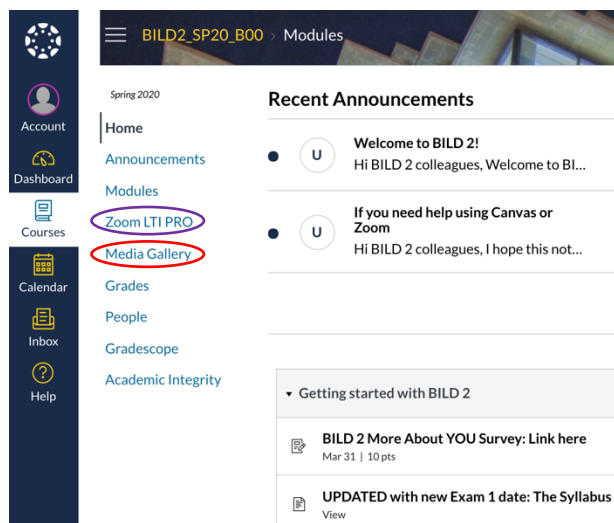 BILD2_SP20_B00 > Modules
Account
Dashboard
Courses
Calendar
Inbox
Help
Spring 2020
Home
Announcements
Modules
Zoom LTI PRO
Media Gallery
Grades
People
Gradescope
Academic Integrity
Recent Announcements
U
Welcome to BILD 2!
Hi BILD 2 colleagues, Welcome to BI...
U
If you need help using Canvas or
Zoom
Hi BILD 2 colleagues, I hope this not...
Getting started with BILD 2
BILD 2 More About YOU Survey: Link here
Mar 31 | 10 pts
UPDATED with new Exam 1 date: The Syllabus
View